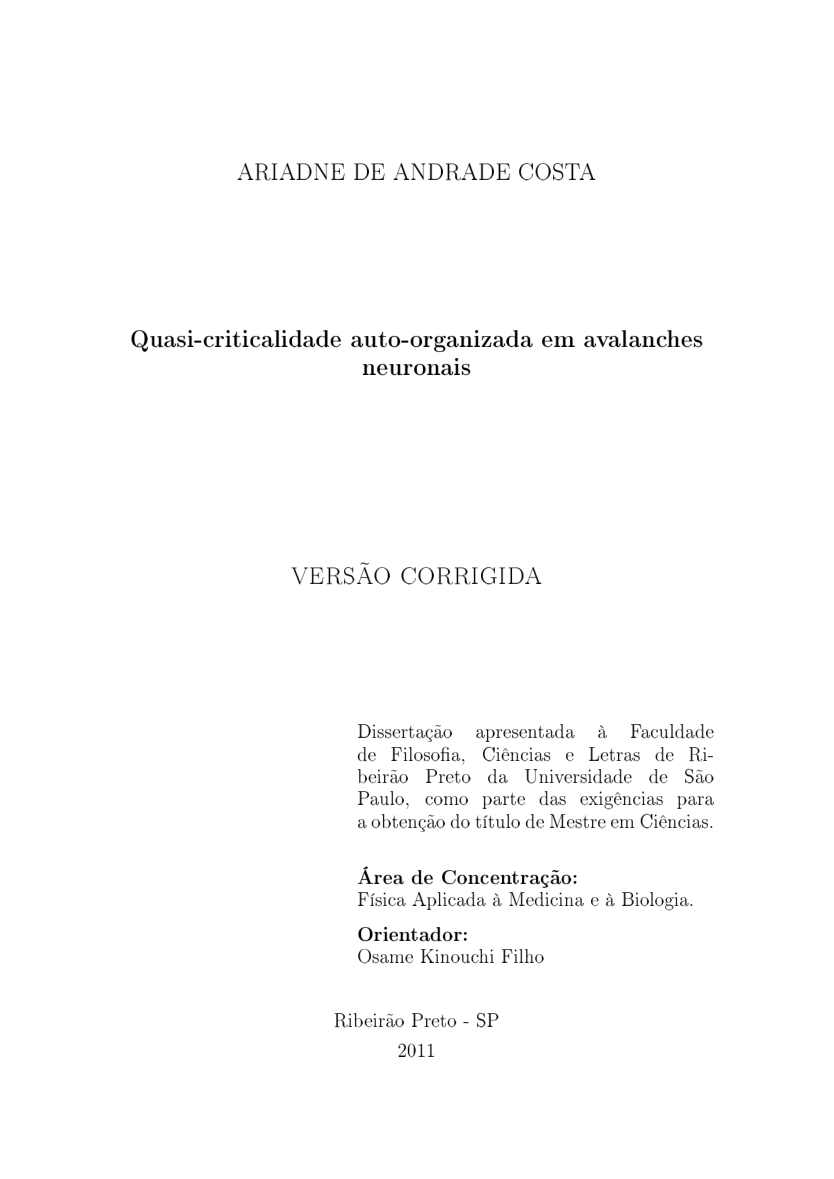 ARIADNE DE ANDRADE COSTA
Quasi-criticalidade auto-organizada em avalanches
neuronais
VERSÃO CORRIGIDA
Dissertação apresentada à Faculdade
de Filosofia, Ciências e Letras de Ri-
beirão Preto da Universidade de São
Paulo, como parte das exigências para
a obtenção do título de Mestre em Ciências.
Área de Concentração:
Física Aplicada à Medicina e à Biologia.
Orientador:
Osame Kinouchi Filho
Ribeirão Preto - SP
2011